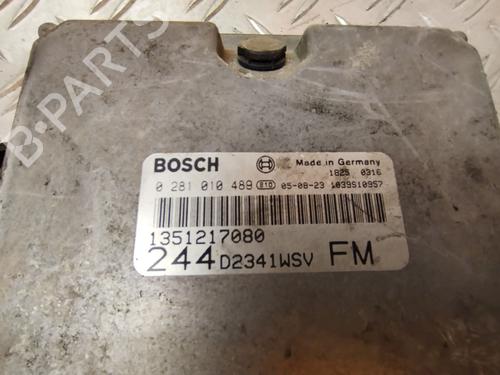 B-PARTS
BOSCH Made in Germany
1825 0316
0 281 010 489 E1D 05-08-23 1039S10957
1351217080
244 D2341WSV FM